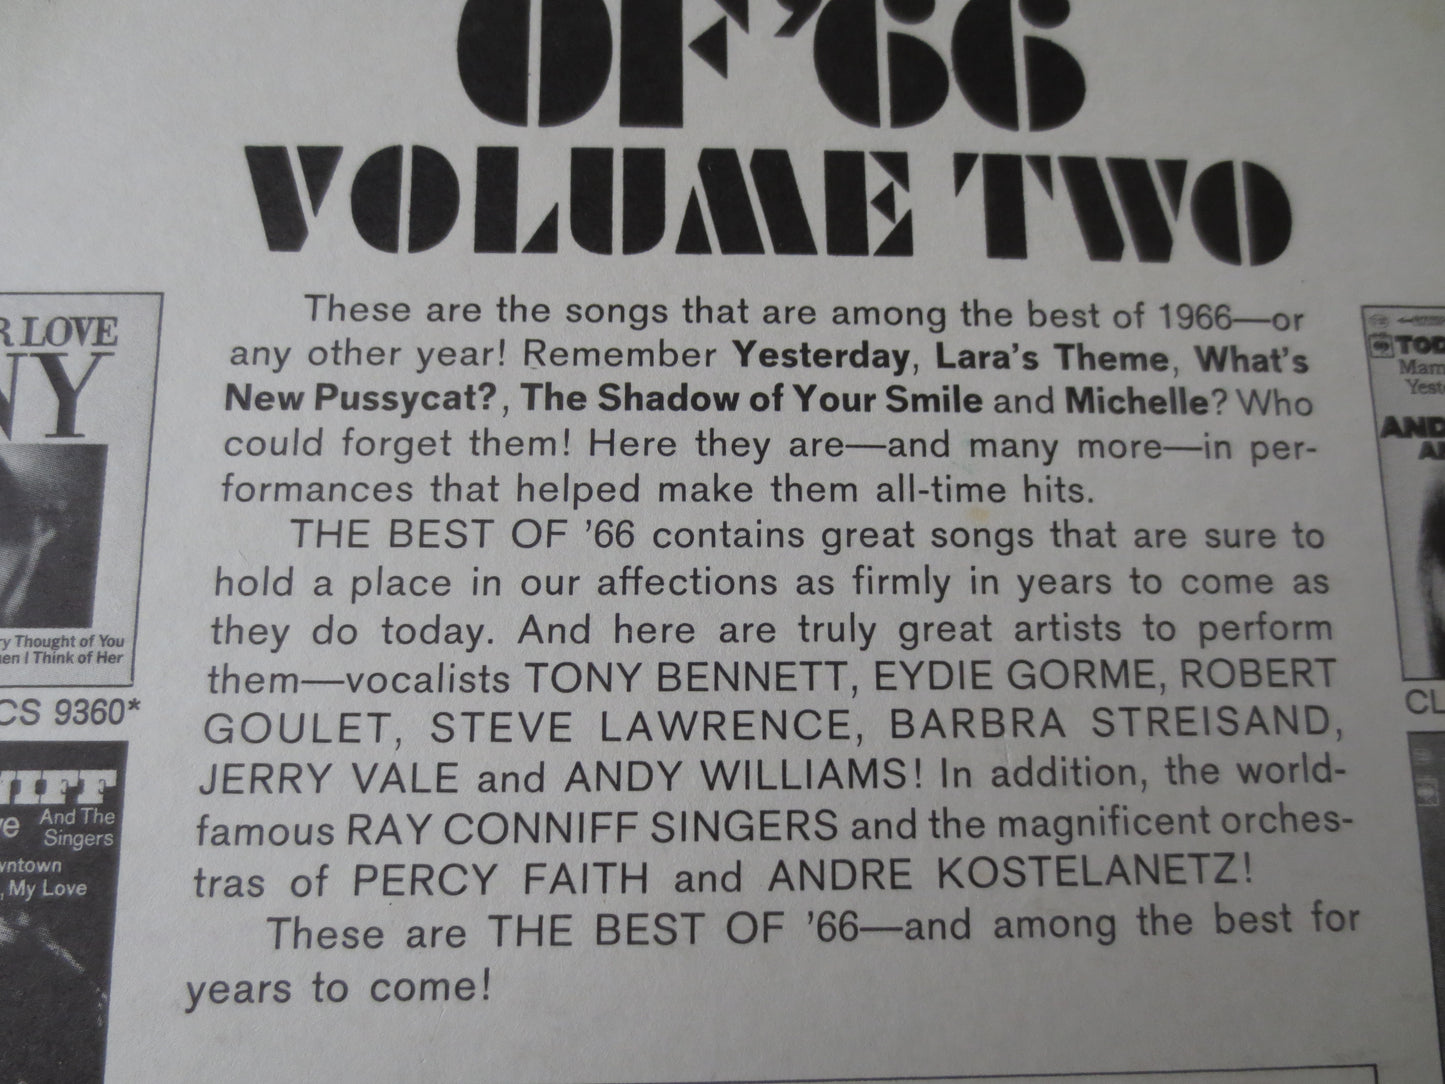 OF '66
VOLUME TWO
These are the songs that are among the best of 1966—or
any other year! Remember Yesterday, Lara's Theme, What's
New Pussycat?, The Shadow of Your Smile and Michelle? Who
could forget them! Here they are—and many more—in per-
formances that helped make them all-time hits.
THE BEST OF '66 contains great songs that are sure to
hold a place in our affections as firmly in years to come as
they do today. And here are truly great artists to perform
them—vocalists TONY BENNETT, EYDIE GORME, ROBERT
GOULET, STEVE LAWRENCE, BARBRA STREISAND,
JERRY VALE and ANDY WILLIAMS! In addition, the world-
famous RAY CONNIFF SINGERS and the magnificent orches-
tras of PERCY FAITH and ANDRE KOSTELANETZ!
These are THE BEST OF '66—and among the best for
years to come!
R LOVE
NY
ry Thought of You
en I Think of Her
CS 9360*
NIFF
And The
Singers
wntown
, My Love
TOD
Mam
Yest
AND
CL